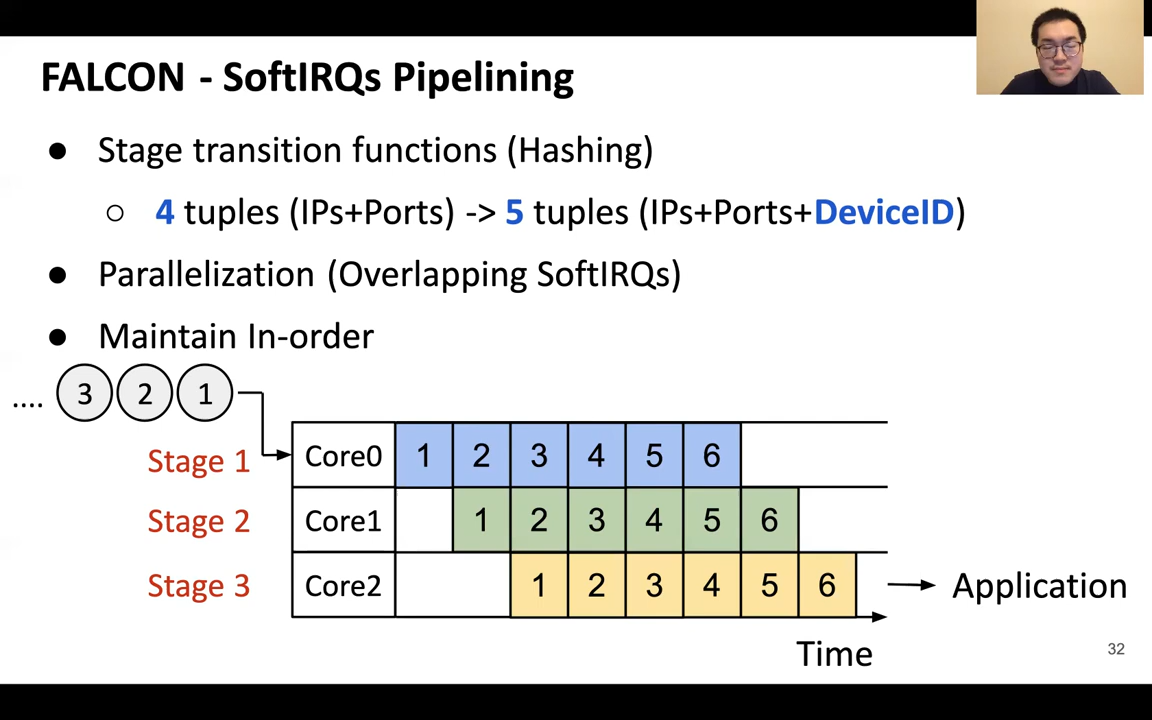 FALCON - SoftIRQs Pipelining
● Stage transition functions (Hashing)
○ 4 tuples (IPs+Ports) -> 5 tuples (IPs+Ports+DeviceID)
● Parallelization (Overlapping SoftIRQs)
● Maintain In-order
.... 3 2 1
Stage 1 Core0 1 2 3 4 5 6
Stage 2 Core1 1 2 3 4 5 6
Stage 3 Core2 1 2 3 4 5 6 Application
Time
32